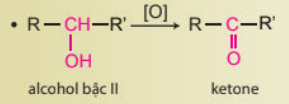 [O]
• R—CH—R’ → R—C—R’
OH O
alcohol bậc II ketone